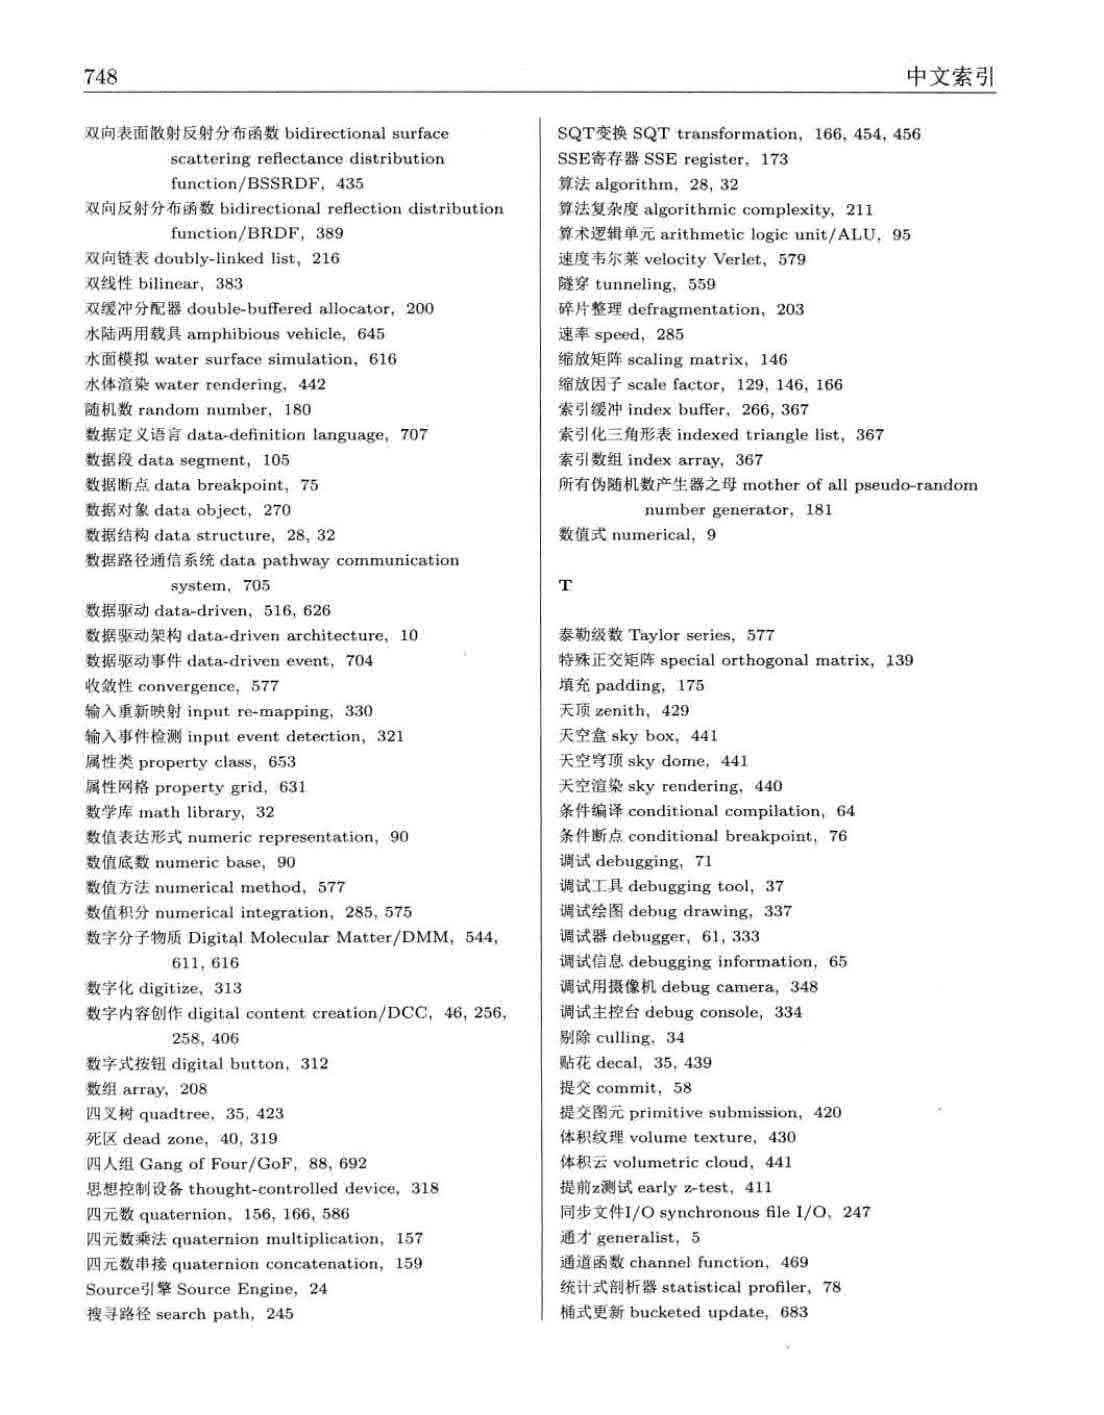 748
中文索引
双向表面散射反射分布函数 bidirectional surface
scattering reflectance distribution
function/BSSRDF, 435
双向反射分布函数 bidirectional reflection distribution
function/BRDF, 389
双向链表 doubly-linked list, 216
双线性 bilinear, 383
双缓冲分配器 double-buffered allocator, 200
水陆两用载具 amphibious vehicle, 645
水面模拟 water surface simulation, 616
水体渲染 water rendering, 442
随机数 random number, 180
数据定义语言 data-definition language, 707
数据段 data segment, 105
数据断点 data breakpoint, 75
数据对象 data object, 270
数据结构 data structure, 28, 32
数据路径通信系统 data pathway communication
system, 705
数据驱动 data-driven, 516, 626
数据驱动架构 data-driven architecture, 10
数据驱动事件 data-driven event, 704
收敛性 convergence, 577
输入重新映射 input re-mapping, 330
输入事件检测 input event detection, 321
属性类 property class, 653
属性网格 property grid, 631
数学库 math library, 32
数值表达形式 numeric representation, 90
数值底数 numeric base, 90
数值方法 numerical method, 577
数值积分 numerical integration, 285, 575
数字分子物质 Digital Molecular Matter/DMM, 544,
611, 616
数字化 digitize, 313
数字内容创作 digital content creation/DCC, 46, 256,
258, 406
数字式按钮 digital button, 312
数组 array, 208
四叉树 quadtree, 35, 423
死区 dead zone, 40, 319
四人组 Gang of Four/GoF, 88, 692
思想控制设备 thought-controlled device, 318
四元数 quaternion, 156, 166, 586
四元数乘法 quaternion multiplication, 157
四元数串接 quaternion concatenation, 159
Source引擎 Source Engine, 24
搜寻路径 search path, 245
SQT变换 SQT transformation, 166, 454, 456
SSE寄存器 SSE register, 173
算法 algorithm, 28, 32
算法复杂度 algorithmic complexity, 211
算术逻辑单元 arithmetic logic unit/ALU, 95
速度韦尔莱 velocity Verlet, 579
隧穿 tunneling, 559
碎片整理 defragmentation, 203
速率 speed, 285
缩放矩阵 scaling matrix, 146
缩放因子 scale factor, 129, 146, 166
索引缓冲 index buffer, 266, 367
索引化三角形表 indexed triangle list, 367
索引数组 index array, 367
所有伪随机数产生器之母 mother of all pseudo-random
number generator, 181
数值式 numerical, 9
T
泰勒级数 Taylor series, 577
特殊正交矩阵 special orthogonal matrix, 139
填充 padding, 175
天顶 zenith, 429
天空盒 sky box, 441
天空穹顶 sky dome, 441
天空渲染 sky rendering, 440
条件编译 conditional compilation, 64
条件断点 conditional breakpoint, 76
调试 debugging, 71
调试工具 debugging tool, 37
调试绘图 debug drawing, 337
调试器 debugger, 61, 333
调试信息 debugging information, 65
调试用摄像机 debug camera, 348
调试主控台 debug console, 334
剔除 culling, 34
贴花 decal, 35, 439
提交 commit, 58
提交图元 primitive submission, 420
体积纹理 volume texture, 430
体积云 volumetric cloud, 441
提前z测试 early z-test, 411
同步文件I/O synchronous file I/O, 247
通才 generalist, 5
通道函数 channel function, 469
统计式剖析器 statistical profiler, 78
桶式更新 bucketed update, 683